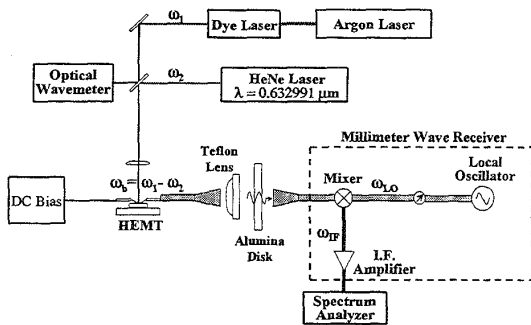 ω1
Dye Laser
Argon Laser
Optical
Wavemeter
ω2
HeNe Laser
λ = 0.632991 μm
Millimeter Wave Receiver
Teflon
Lens
Local
Oscillator
Mixer
ωLO
ωb = ω1 - ω2
DC Bias
HEMT
Alumina
Disk
ωIF
I.F.
Amplifier
Spectrum
Analyzer